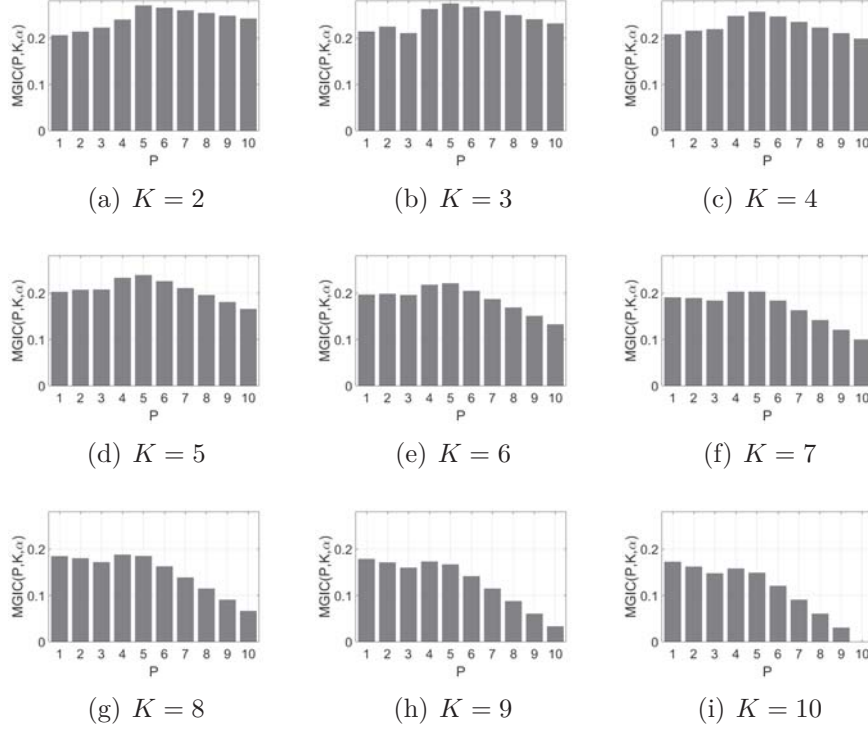 MGIC(P,K,α)
0.2
0.1
0
1 2 3 4 5 6 7 8 9 10
P
MGIC(P,K,α)
0.2
0.1
0
1 2 3 4 5 6 7 8 9 10
P
MGIC(P,K,α)
0.2
0.1
0
1 2 3 4 5 6 7 8 9 10
P
(a) K = 2
(b) K = 3
(c) K = 4
MGIC(P,K,α)
0.2
0.1
0
1 2 3 4 5 6 7 8 9 10
P
MGIC(P,K,α)
0.2
0.1
0
1 2 3 4 5 6 7 8 9 10
P
MGIC(P,K,α)
0.2
0.1
0
1 2 3 4 5 6 7 8 9 10
P
(d) K = 5
(e) K = 6
(f) K = 7
MGIC(P,K,α)
0.2
0.1
0
1 2 3 4 5 6 7 8 9 10
P
MGIC(P,K,α)
0.2
0.1
0
1 2 3 4 5 6 7 8 9 10
P
MGIC(P,K,α)
0.2
0.1
0
1 2 3 4 5 6 7 8 9 10
P
(g) K = 8
(h) K = 9
(i) K = 10